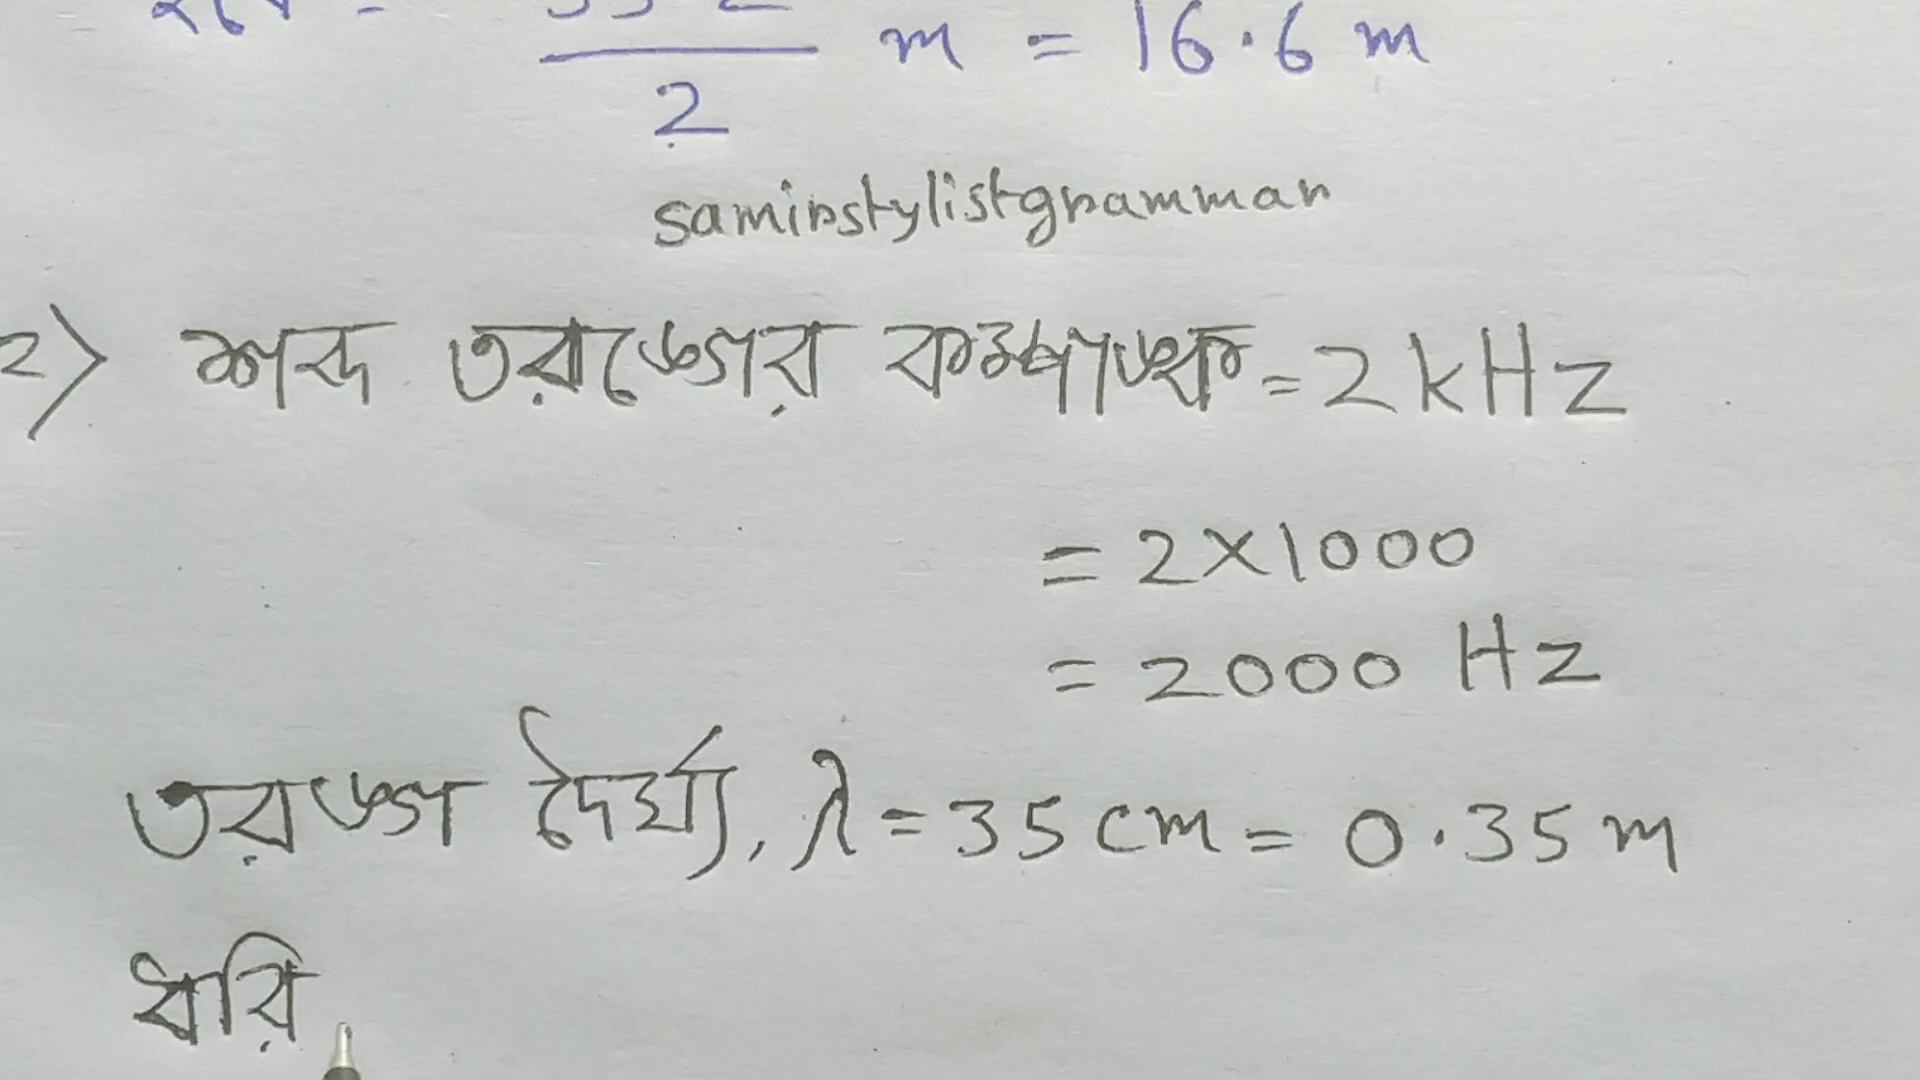 2 m = 16.6 m
saminstylistgrammar
2) শব্দ তরঙ্গের কম্পাঙ্ক = 2 kHz
= 2×1000
= 2000 Hz
তরঙ্গ দৈর্ঘ্য, λ = 35 cm = 0.35 m
ধরি,